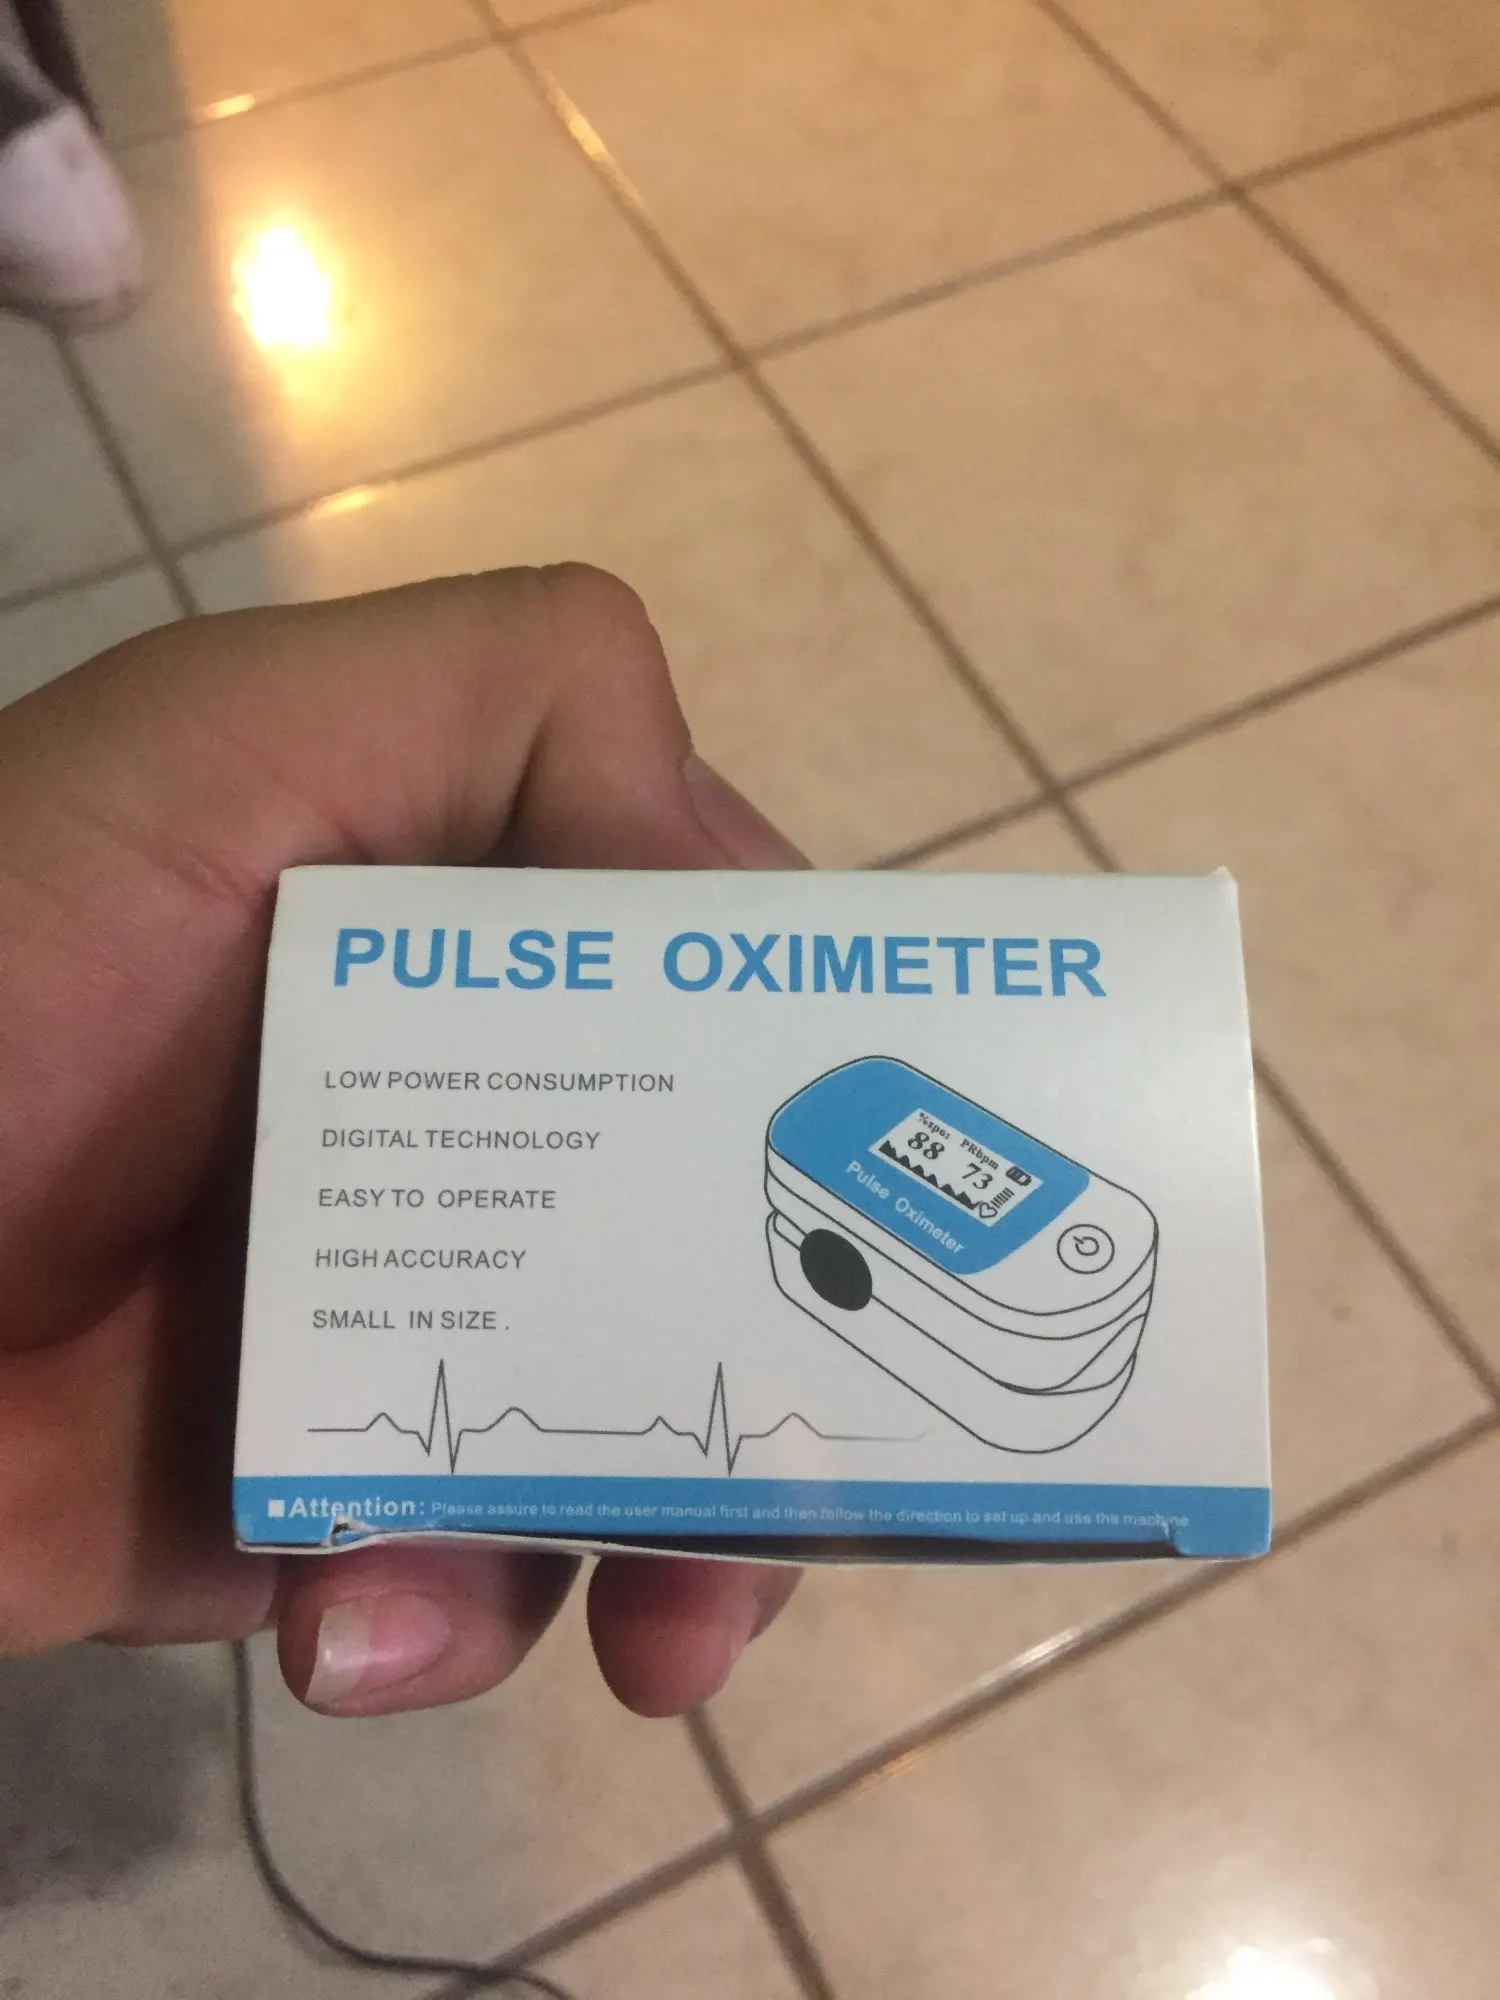 PULSE OXIMETER
LOW POWER CONSUMPTION
DIGITAL TECHNOLOGY
EASY TO OPERATE
HIGH ACCURACY
SMALL IN SIZE .
%spo2 PRbpm
88 73
Pulse Oximeter
■Attention: Please assure to read the user manual first and then follow the direction to set up and use the machine